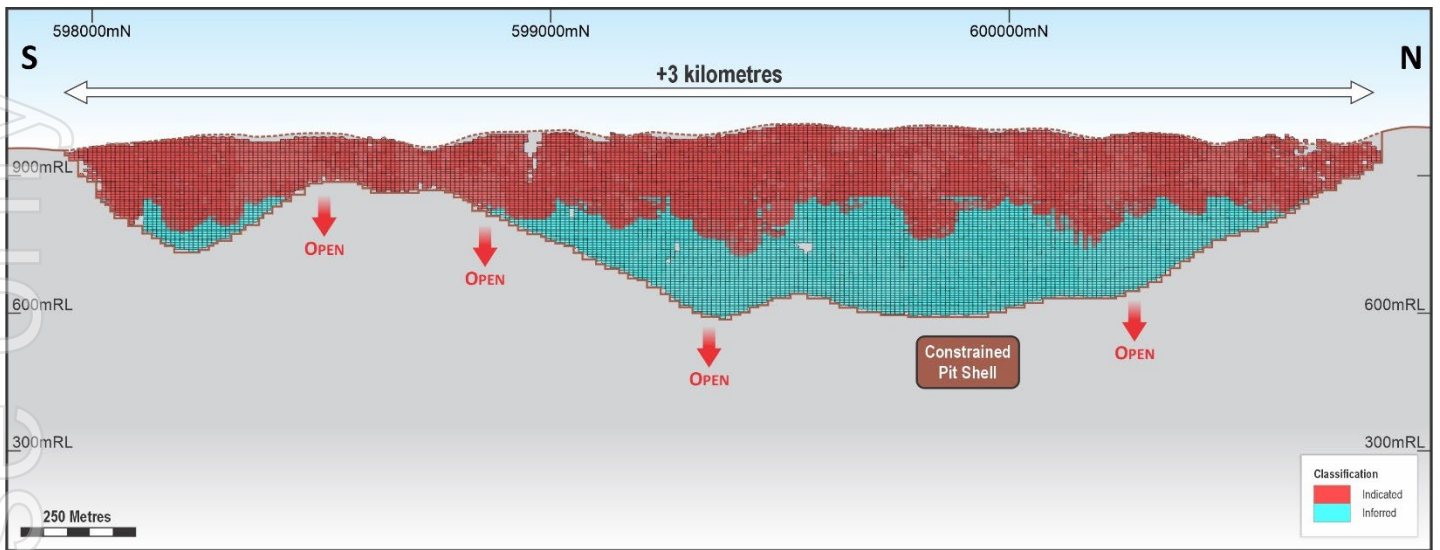 598000mN
599000mN
600000mN
S
N
+3 kilometres
900mRL
OPEN
OPEN
600mRL
600mRL
OPEN
OPEN
Constrained
Pit Shell
300mRL
300mRL
Classification
Indicated
Inferred
250 Metres